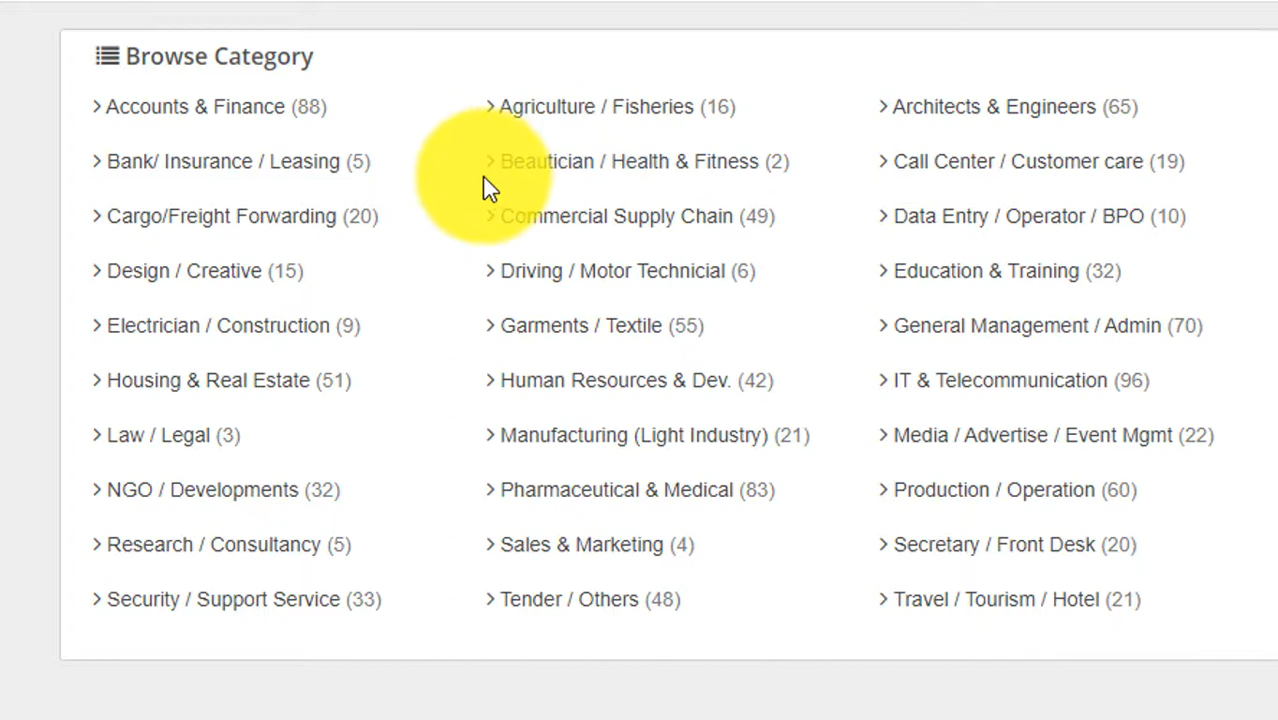 Browse Category
Accounts & Finance (88)
Agriculture / Fisheries (16)
Architects & Engineers (65)
Bank/ Insurance / Leasing (5)
Beautician / Health & Fitness (2)
Call Center / Customer care (19)
Cargo/Freight Forwarding (20)
Commercial Supply Chain (49)
Data Entry / Operator / BPO (10)
Design / Creative (15)
Driving / Motor Technicial (6)
Education & Training (32)
Electrician / Construction (9)
Garments / Textile (55)
General Management / Admin (70)
Housing & Real Estate (51)
Human Resources & Dev. (42)
IT & Telecommunication (96)
Law / Legal (3)
Manufacturing (Light Industry) (21)
Media / Advertise / Event Mgmt (22)
NGO / Developments (32)
Pharmaceutical & Medical (83)
Production / Operation (60)
Research / Consultancy (5)
Sales & Marketing (4)
Secretary / Front Desk (20)
Security / Support Service (33)
Tender / Others (48)
Travel / Tourism / Hotel (21)